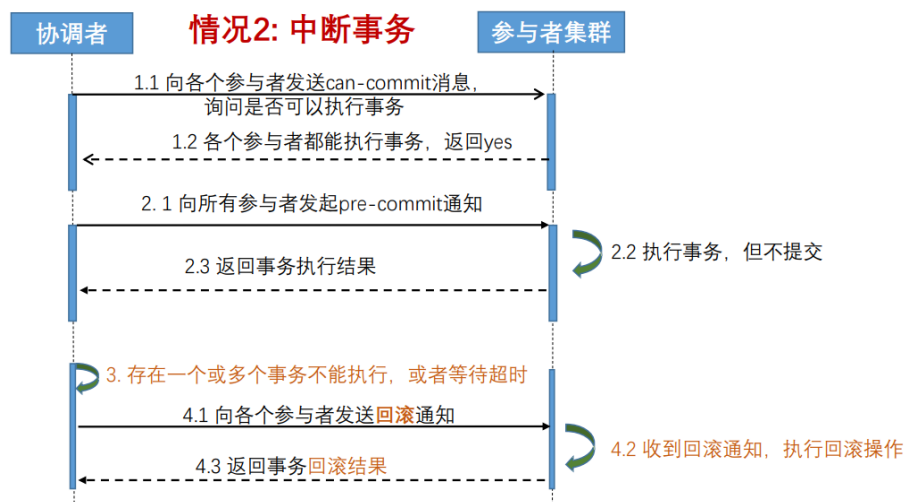 协调者
情况2: 中断事务
参与者集群
1.1 向各个参与者发送can-commit消息，
询问是否可以执行事务
1.2 各个参与者都能执行事务，返回yes
2. 1 向所有参与者发起pre-commit通知
2.2 执行事务，但不提交
2.3 返回事务执行结果
3. 存在一个或多个事务不能执行，或者等待超时
4.1 向各个参与者发送回滚通知
4.2 收到回滚通知，执行回滚操作
4.3 返回事务回滚结果